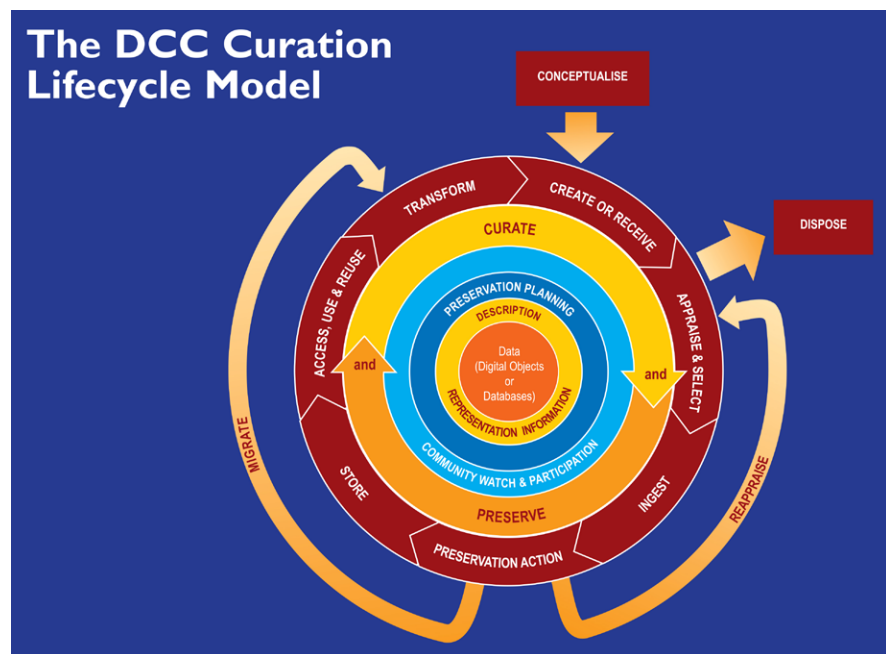 The DCC Curation
Lifecycle Model
CONCEPTUALISE
DISPOSE
TRANSFORM
CREATE OR RECEIVE
APPRAISE & SELECT
INGEST
PRESERVATION ACTION
STORE
ACCESS, USE & REUSE
CURATE
and
PRESERVE
and
COMMUNITY WATCH & PARTICIPATION
PRESERVATION PLANNING
DESCRIPTION
REPRESENTATION INFORMATION
Data
(Digital Objects
or
Databases)
MIGRATE
REAPPRAISE